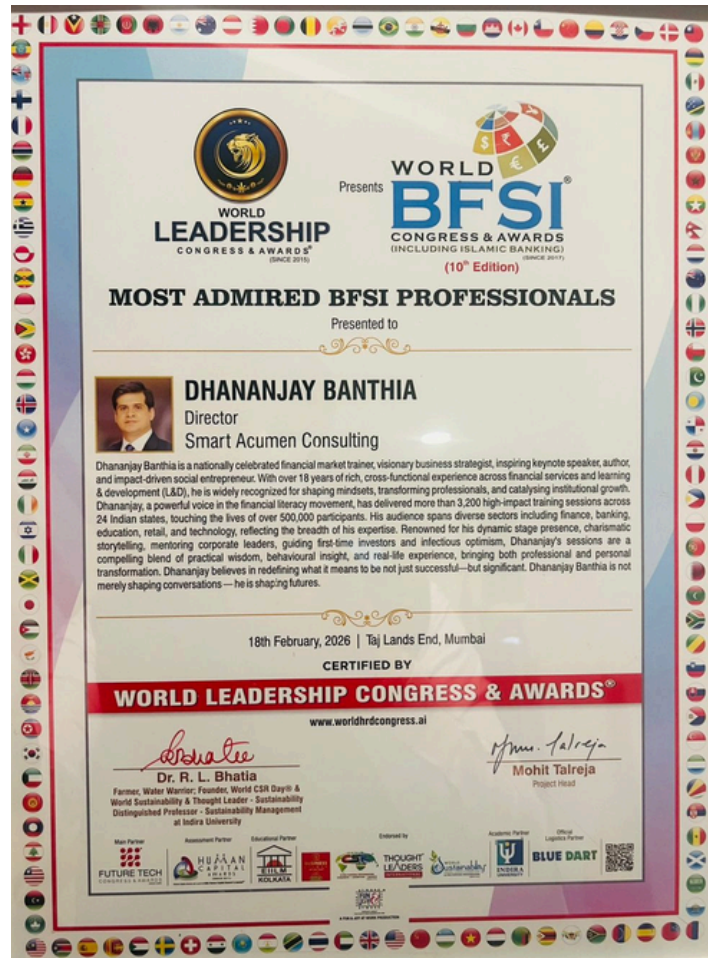 WORLD
LEADERSHIP
CONGRESS & AWARDS®
(SINCE 2015)
Presents
WORLD
BFSI®
CONGRESS & AWARDS
(INCLUDING ISLAMIC BANKING)
(SINCE 2017)
(10th Edition)
MOST ADMIRED BFSI PROFESSIONALS
Presented to
DHANANJAY BANTHIA
Director
Smart Acumen Consulting
Dhananjay Banthia is a nationally celebrated financial market trainer, visionary business strategist, inspiring keynote speaker, author,
and impact-driven social entrepreneur. With over 18 years of rich, cross-functional experience across financial services and learning
& development (L&D), he is widely recognized for shaping mindsets, transforming professionals, and catalysing institutional growth.
Dhananjay, a powerful voice in the financial literacy movement, has delivered more than 3,200 high-impact training sessions across
24 Indian states, touching the lives of over 500,000 participants. His audience spans diverse sectors including finance, banking,
education, retail, and technology, reflecting the breadth of his expertise. Renowned for his dynamic stage presence, charismatic
storytelling, mentoring corporate leaders, guiding first-time investors and infectious optimism, Dhananjay's sessions are a
compelling blend of practical wisdom, behavioural insight, and real-life experience, bringing both professional and personal
transformation. Dhananjay believes in redefining what it means to be not just successful—but significant. Dhananjay Banthia is not
merely shaping conversations — he is shaping futures.
18th February, 2026 | Taj Lands End, Mumbai
CERTIFIED BY
WORLD LEADERSHIP CONGRESS & AWARDS®
www.worldhrdcongress.ai
Dr. R. L. Bhatia
Farmer, Water Warrior; Founder, World CSR Day® &
World Sustainability & Thought Leader - Sustainability
Distinguished Professor - Sustainability Management
at Indira University
Mohit Talreja
Project Head
Main Partner
FUTURE TECH
CONGRESS & AWARDS
Assessment Partner
HUMAN
CAPITAL
AWARDS
Educational Partner
EIILM
KOLKATA
Endorsed by
THOUGHT
LEADERS
INTERNATIONAL
WORLD
Sustainability
Academic Partner
INDIRA
UNIVERSITY
Official
Logistics Partner
BLUE DART
FUN
A FUN & JOY AT WORK PRODUCTION